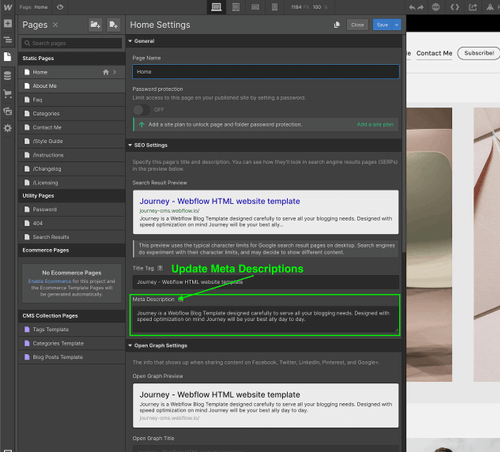 W Page: Home 1184 PX 100 %
Pages
Home Settings
Close Save
Search pages
General
Static Pages
Page Name
Home
Home
About Me
Faq
Categories
Contact Me
/Style Guide
/Instructions
/Changelog
/Licensing
Password protection
Limit access to this page on your published site by setting a password.
OFF
Add a site plan to unlock page and folder password protection. Add a site plan
SEO Settings
Specify this page's title and description. You can see how they'll look in search engine results pages (SERPs)
in the preview below.
Search Result Preview
Journey - Webflow HTML website template
journey-cms.webflow.io/
Journey is a Webflow Blog Template designed carefully to serve all your blogging needs. Designed with
speed optimization on mind Journey will be your best ally...
Utility Pages
Password
404
Search Results
This preview uses the typical character limits for Google search result pages on desktop. Search engines
do experiment with their character limits, and may decide to show different content.
Ecommerce Pages
No Ecommerce Pages
Enable Ecommerce for this project and
the Ecommerce Template Pages will
be generated automatically.
Title Tag
Update Meta Descriptions
Journey - Webflow HTML website template
Meta Description
Journey is a Webflow Blog Template designed carefully to serve all your blogging needs. Designed with
speed optimization on mind Journey will be your best ally day to day.
CMS Collection Pages
Tags Template
Categories Template
Blog Posts Template
Open Graph Settings
The info that shows up when sharing content on Facebook, Twitter, LinkedIn, Pinterest, and Google+.
Open Graph Preview
Journey - Webflow HTML website template
Journey is a Webflow Blog Template designed carefully to serve all your blogging needs. Designed with
speed optimization on mind Journey will be your best ally day to day.
journey-cms.webflow.io/
Open Graph Title
Contact Me Subscribe!